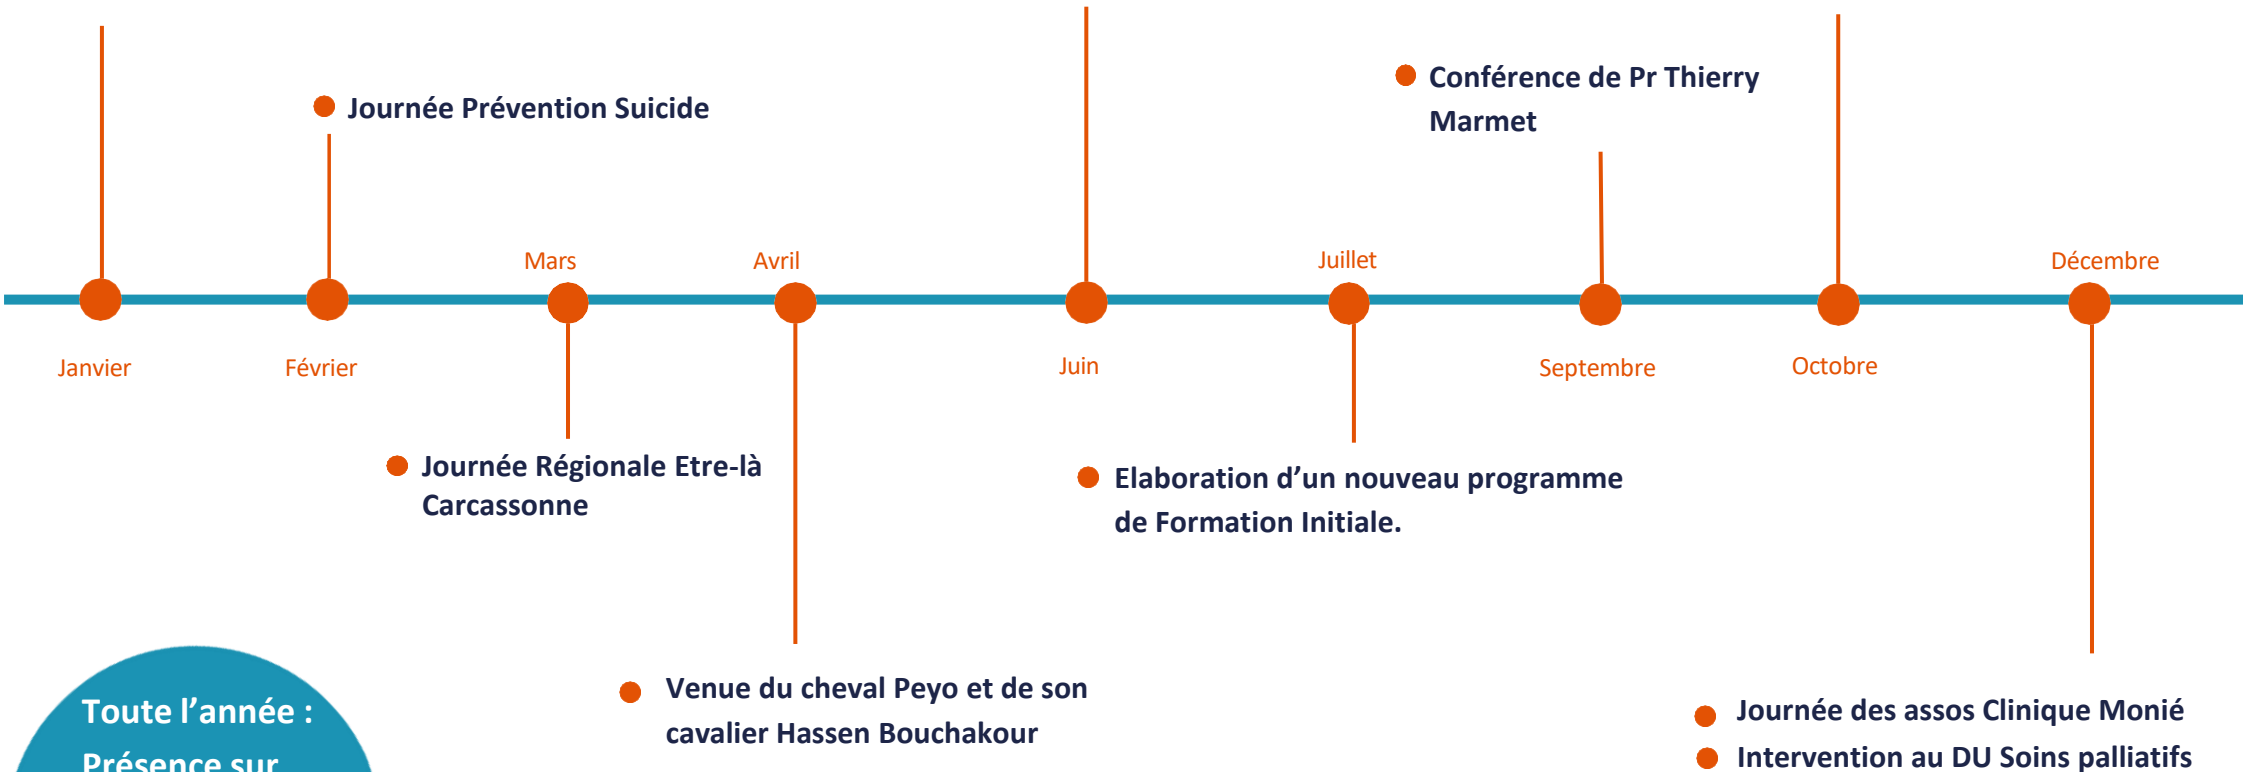 Journée Prévention Suicide
Conférence de Pr Thierry
Marmet
Mars
Avril
Juillet
Décembre
Janvier
Février
Juin
Septembre
Octobre
Journée Régionale Etre-là
Carcassonne
Elaboration d’un nouveau programme
de Formation Initiale.
Venue du cheval Peyo et de son
cavalier Hassen Bouchakour
Toute l’année :
Présence sur
Journée des assos Clinique Monié
Intervention au DU Soins palliatifs